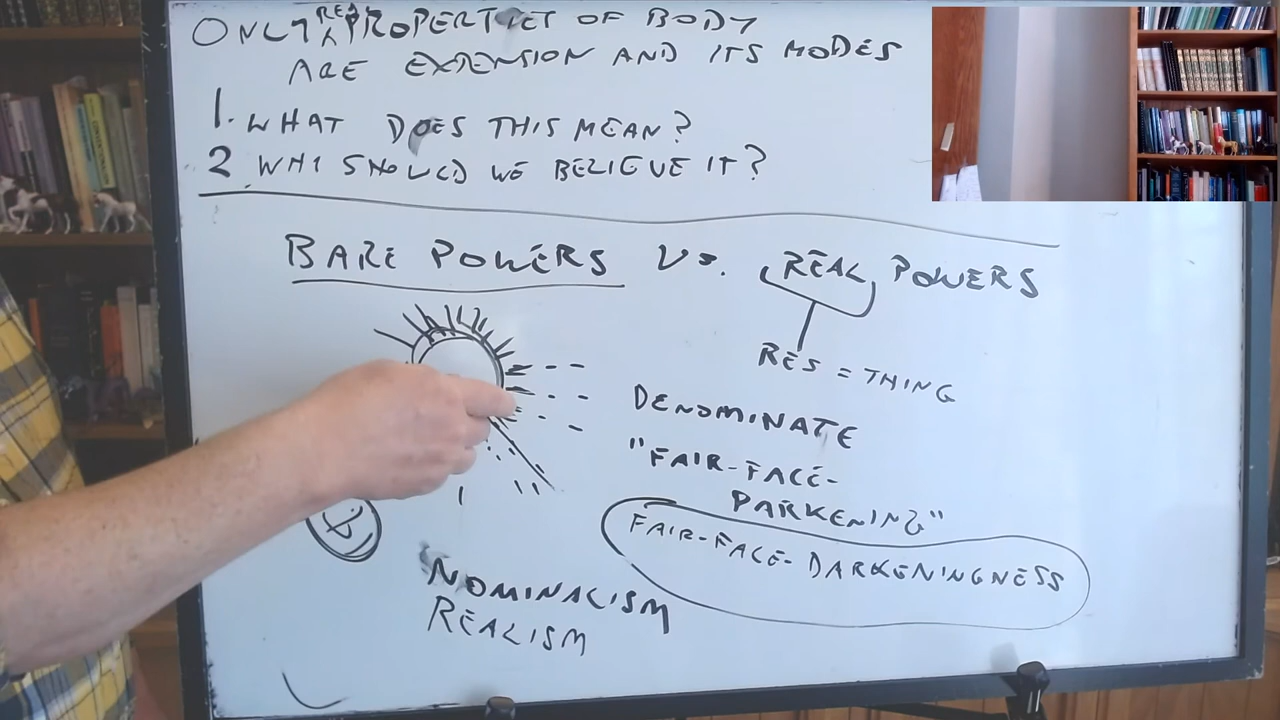 REAL
ONLY ^ PROPERTIES OF BODY
ARE EXTENSION AND ITS MODES
1. WHAT DOES THIS MEAN?
2 WHY SHOULD WE BELIEVE IT?
BARE POWERS VS. REAL POWERS
RES = THING
DENOMINATE
"FAIR-FACE-
DARKENING"
FAIR-FACE-DARKENINGNESS
NOMINALISM
REALISM